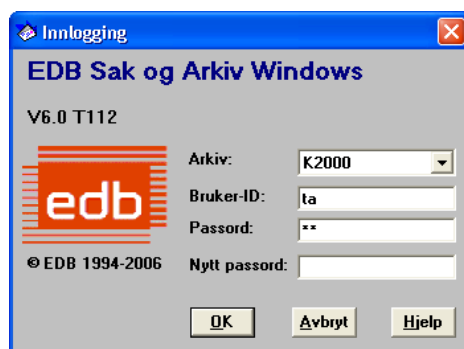 Innlogging
EDB Sak og Arkiv Windows
V6.0 T112
edb
© EDB 1994-2006
Arkiv: K2000
Bruker-ID: ta
Passord: **
Nytt passord:
OK Avbryt Hjelp